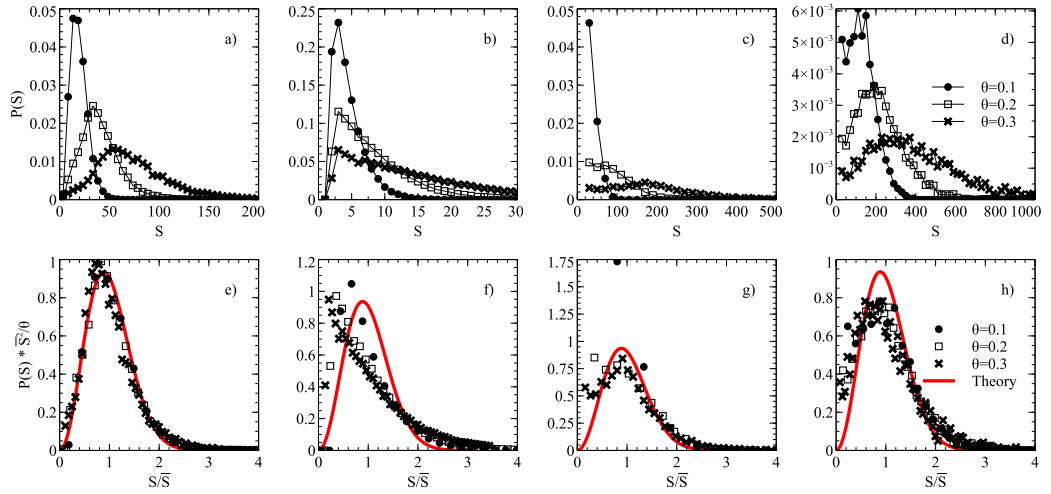 0.05
0.04
0.03
0.02
0.01
0
P(S)
0 50 100 150 200
S
a)
0.25
0.20
0.15
0.10
0.05
0
0 5 10 15 20 25 30
S
b)
0.05
0.04
0.03
0.02
0.01
0
0 100 200 300 400 500
S
c)
6×10⁻³
5×10⁻³
4×10⁻³
3×10⁻³
2×10⁻³
10⁻³
0
0 200 400 600 800 1000
S
d)
θ=0.1
θ=0.2
θ=0.3
1
0.8
0.6
0.4
0.2
0
P(S) * S̅²/θ
0 1 2 3 4
S/S̅
e)
1.2
1
0.8
0.6
0.4
0.2
0
0 1 2 3 4
S/S̅
f)
1.75
1.5
1.25
1
0.75
0.5
0.25
0
0 1 2 3 4
S/S̅
g)
1
0.8
0.6
0.4
0.2
0
0 1 2 3 4
S/S̅
h)
θ=0.1
θ=0.2
θ=0.3
Theory